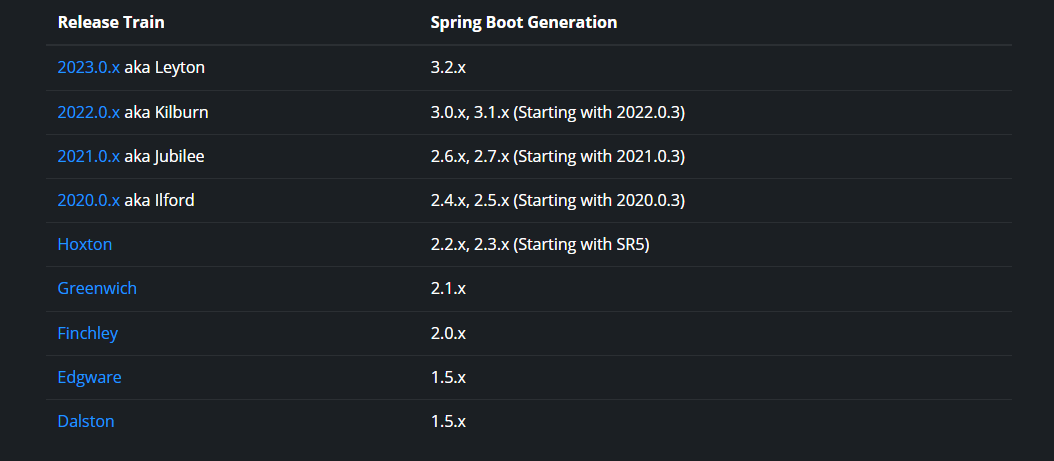 Release Train Spring Boot Generation
2023.0.x aka Leyton 3.2.x
2022.0.x aka Kilburn 3.0.x, 3.1.x (Starting with 2022.0.3)
2021.0.x aka Jubilee 2.6.x, 2.7.x (Starting with 2021.0.3)
2020.0.x aka Ilford 2.4.x, 2.5.x (Starting with 2020.0.3)
Hoxton 2.2.x, 2.3.x (Starting with SR5)
Greenwich 2.1.x
Finchley 2.0.x
Edgware 1.5.x
Dalston 1.5.x